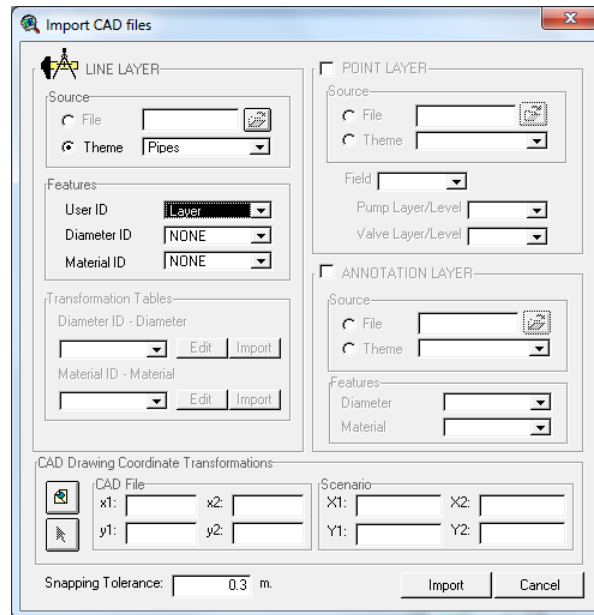 Import CAD files
LINE LAYER
Source
File
Theme Pipes
Features
User ID Layer
Diameter ID NONE
Material ID NONE
Transformation Tables
Diameter ID - Diameter
Edit Import
Material ID - Material
Edit Import
POINT LAYER
Source
File
Theme
Field
Pump Layer/Level
Valve Layer/Level
ANNOTATION LAYER
Source
File
Theme
Features
Diameter
Material
CAD Drawing Coordinate Transformations
CAD File
x1: x2:
y1: y2:
Scenario
X1: X2:
Y1: Y2:
Snapping Tolerance: 0.3 m.
Import Cancel